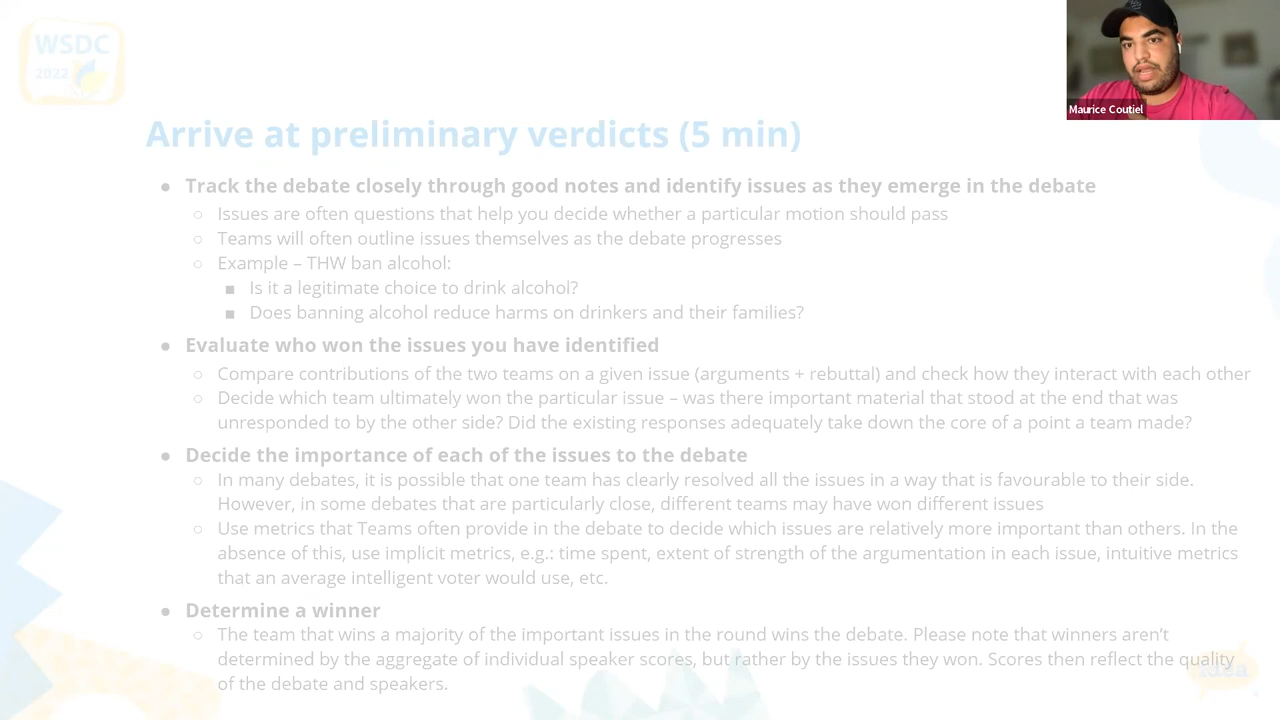 WSDC
2022
Maurice Coutiel
Arrive at preliminary verdicts (5 min)
● Track the debate closely through good notes and identify issues as they emerge in the debate
○ Issues are often questions that help you decide whether a particular motion should pass
○ Teams will often outline issues themselves as the debate progresses
○ Example – THW ban alcohol:
■ Is it a legitimate choice to drink alcohol?
■ Does banning alcohol reduce harms on drinkers and their families?
● Evaluate who won the issues you have identified
○ Compare contributions of the two teams on a given issue (arguments + rebuttal) and check how they interact with each other
○ Decide which team ultimately won the particular issue – was there important material that stood at the end that was
unresponded to by the other side? Did the existing responses adequately take down the core of a point a team made?
● Decide the importance of each of the issues to the debate
○ In many debates, it is possible that one team has clearly resolved all the issues in a way that is favourable to their side.
However, in some debates that are particularly close, different teams may have won different issues
○ Use metrics that Teams often provide in the debate to decide which issues are relatively more important than others. In the
absence of this, use implicit metrics, e.g.: time spent, extent of strength of the argumentation in each issue, intuitive metrics
that an average intelligent voter would use, etc.
● Determine a winner
○ The team that wins a majority of the important issues in the round wins the debate. Please note that winners aren’t
determined by the aggregate of individual speaker scores, but rather by the issues they won. Scores then reflect the quality
of the debate and speakers.
idea